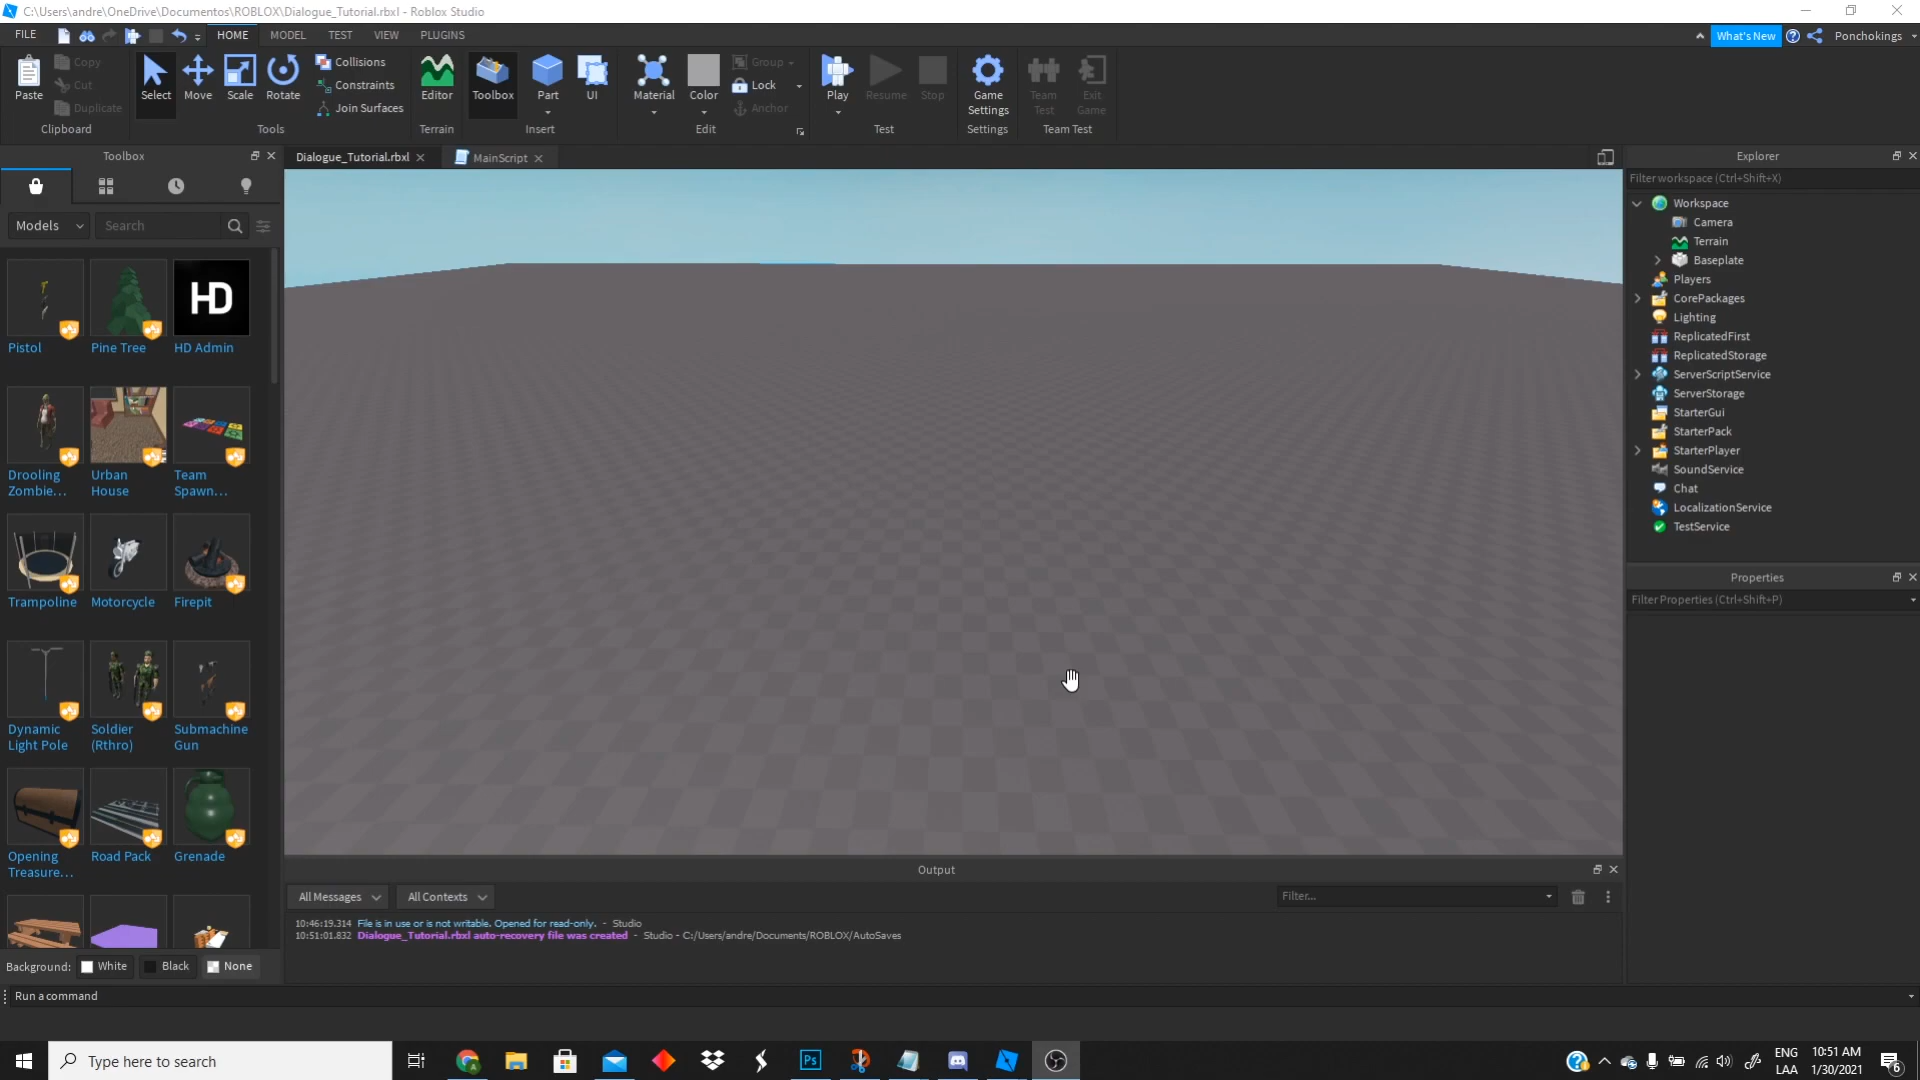 C:\Users\andre\OneDrive\Documentos\ROBLOX\Dialogue_Tutorial.rbxl - Roblox Studio
FILE HOME MODEL TEST VIEW PLUGINS What's New Ponchokings
Paste Copy Cut Duplicate Clipboard
Select Move Scale Rotate Collisions Constraints Join Surfaces Tools
Editor Terrain
Toolbox Part UI Insert
Material Color Group Lock Anchor Edit
Play Resume Stop Test
Game Settings Settings
Team Test Exit Game Team Test
Toolbox
Models Search
Pistol Pine Tree HD Admin
HD
Drooling Zombie... Urban House Team Spawn...
Trampoline Motorcycle Firepit
Dynamic Light Pole Soldier (Rthro) Submachine Gun
Opening Treasure... Road Pack Grenade
Background: White Black None
Dialogue_Tutorial.rbxl MainScript
Output
All Messages All Contexts Filter...
10:46:19.314 File is in use or is not writable. Opened for read-only. - Studio
10:51:01.832 Dialogue_Tutorial.rbxl auto-recovery file was created - Studio - C:/Users/andre/Documents/ROBLOX/AutoSaves
Explorer
Filter workspace (Ctrl+Shift+X)
Workspace
Camera
Terrain
Baseplate
Players
CorePackages
Lighting
ReplicatedFirst
ReplicatedStorage
ServerScriptService
ServerStorage
StarterGui
StarterPack
StarterPlayer
SoundService
Chat
LocalizationService
TestService
Properties
Filter Properties (Ctrl+Shift+P)
Run a command
Type here to search
Ps
ENG
LAA
10:51 AM
1/30/2021
6